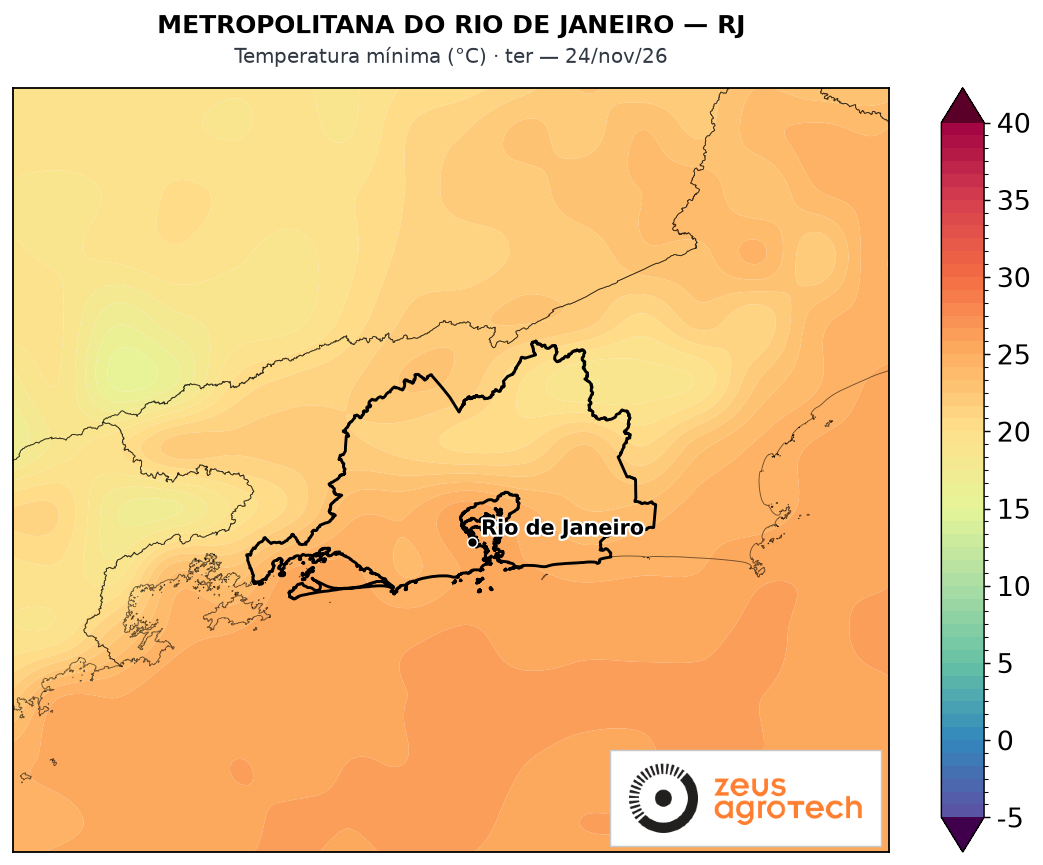 METROPOLITANA DO RIO DE JANEIRO — RJ
Temperatura mínima (°C) · ter — 24/nov/26
40
35
30
25
20
15
10
5
0
-5
Rio de Janeiro
zeus
agrotech